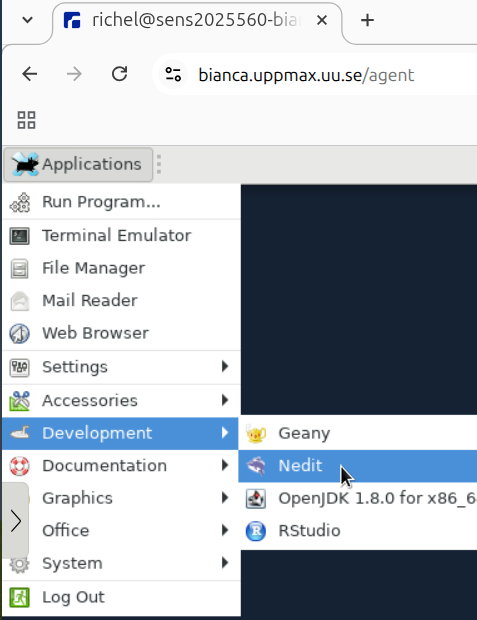 richel@sens2025560-bia
bianca.uppmax.uu.se/agent
Applications
Run Program...
Terminal Emulator
File Manager
Mail Reader
Web Browser
Settings
Accessories
Development
Geany
Documentation
Nedit
Graphics
OpenJDK 1.8.0 for x86_6
Office
RStudio
System
Log Out